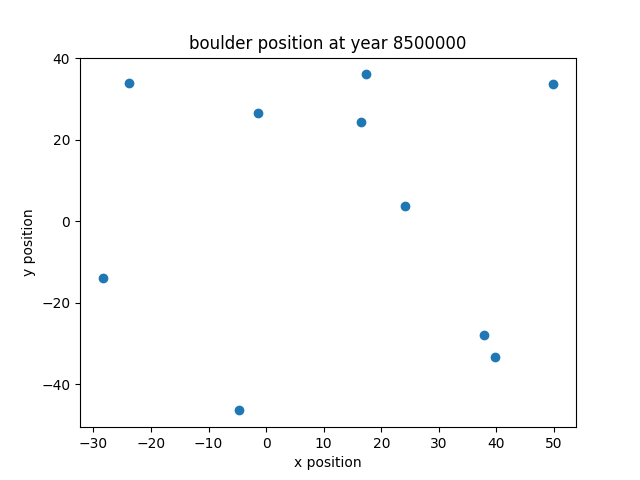 boulder position at year 8500000
40
20
0
−20
−40
y position
−30 −20 −10 0 10 20 30 40 50
x position